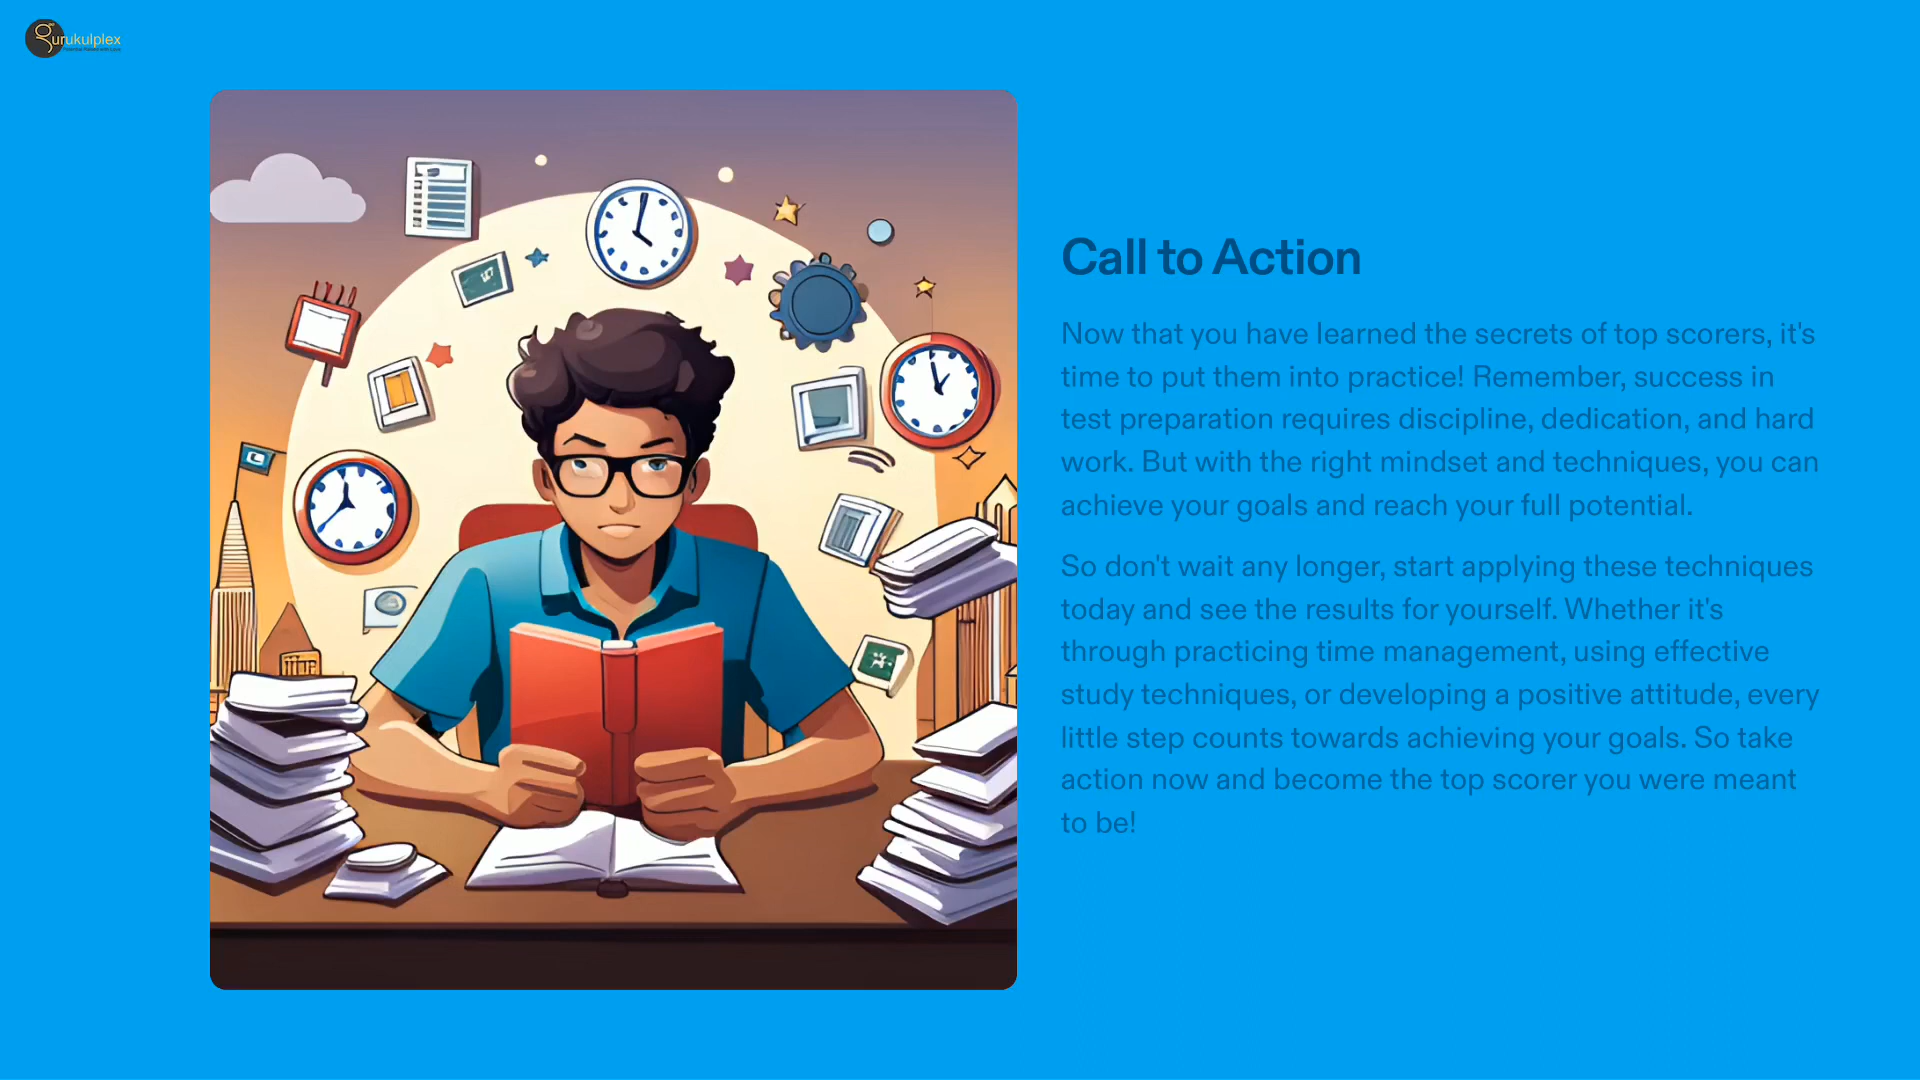 gurukulplex
Call to Action
Now that you have learned the secrets of top scorers, it's
time to put them into practice! Remember, success in
test preparation requires discipline, dedication, and hard
work. But with the right mindset and techniques, you can
achieve your goals and reach your full potential.
So don't wait any longer, start applying these techniques
today and see the results for yourself. Whether it's
through practicing time management, using effective
study techniques, or developing a positive attitude, every
little step counts towards achieving your goals. So take
action now and become the top scorer you were meant
to be!